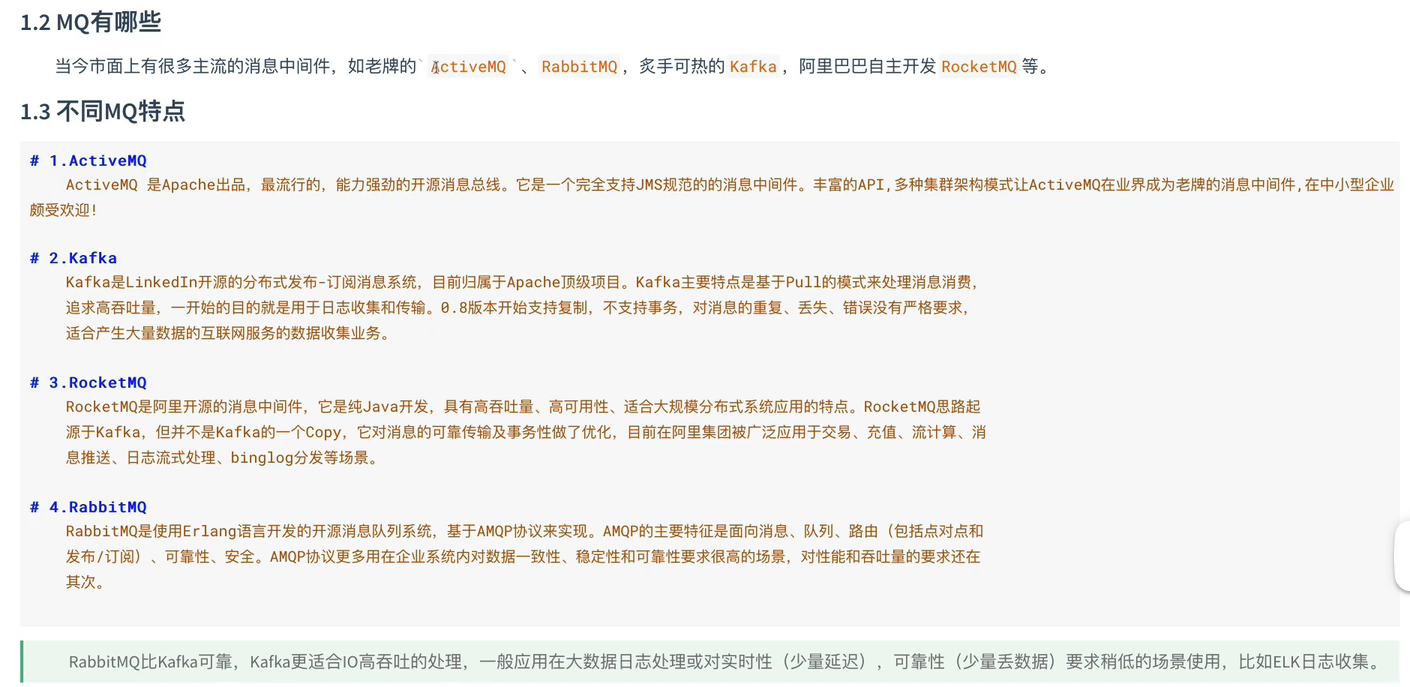 1.2 MQ有哪些
当今市面上有很多主流的消息中间件，如老牌的`ActiveMQ`、RabbitMQ，炙手可热的Kafka，阿里巴巴自主开发RocketMQ等。
1.3 不同MQ特点
# 1.ActiveMQ
ActiveMQ 是Apache出品，最流行的，能力强劲的开源消息总线。它是一个完全支持JMS规范的的消息中间件。丰富的API,多种集群架构模式让ActiveMQ在业界成为老牌的消息中间件,在中小型企业
颇受欢迎!
# 2.Kafka
Kafka是LinkedIn开源的分布式发布-订阅消息系统，目前归属于Apache顶级项目。Kafka主要特点是基于Pull的模式来处理消息消费，
追求高吞吐量，一开始的目的就是用于日志收集和传输。0.8版本开始支持复制，不支持事务，对消息的重复、丢失、错误没有严格要求，
适合产生大量数据的互联网服务的数据收集业务。
# 3.RocketMQ
RocketMQ是阿里开源的消息中间件，它是纯Java开发，具有高吞吐量、高可用性、适合大规模分布式系统应用的特点。RocketMQ思路起
源于Kafka，但并不是Kafka的一个Copy，它对消息的可靠传输及事务性做了优化，目前在阿里集团被广泛应用于交易、充值、流计算、消
息推送、日志流式处理、binglog分发等场景。
# 4.RabbitMQ
RabbitMQ是使用Erlang语言开发的开源消息队列系统，基于AMQP协议来实现。AMQP的主要特征是面向消息、队列、路由（包括点对点和
发布/订阅）、可靠性、安全。AMQP协议更多用在企业系统内对数据一致性、稳定性和可靠性要求很高的场景，对性能和吞吐量的要求还在
其次。
RabbitMQ比Kafka可靠，Kafka更适合IO高吞吐的处理，一般应用在大数据日志处理或对实时性（少量延迟），可靠性（少量丢数据）要求稍低的场景使用，比如ELK日志收集。